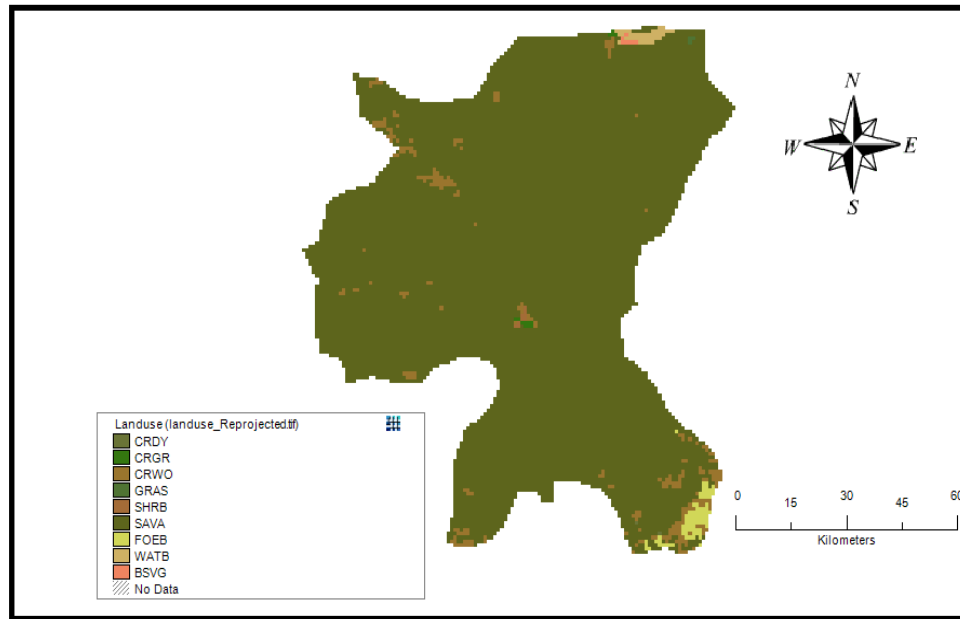 N
W E
S
Landuse (landuse_Reprojected.tif)
CRDY
CRGR
CRWO
GRAS
SHRB
SAVA
FOEB
WATB
BSVG
No Data
0 15 30 45 60
Kilometers